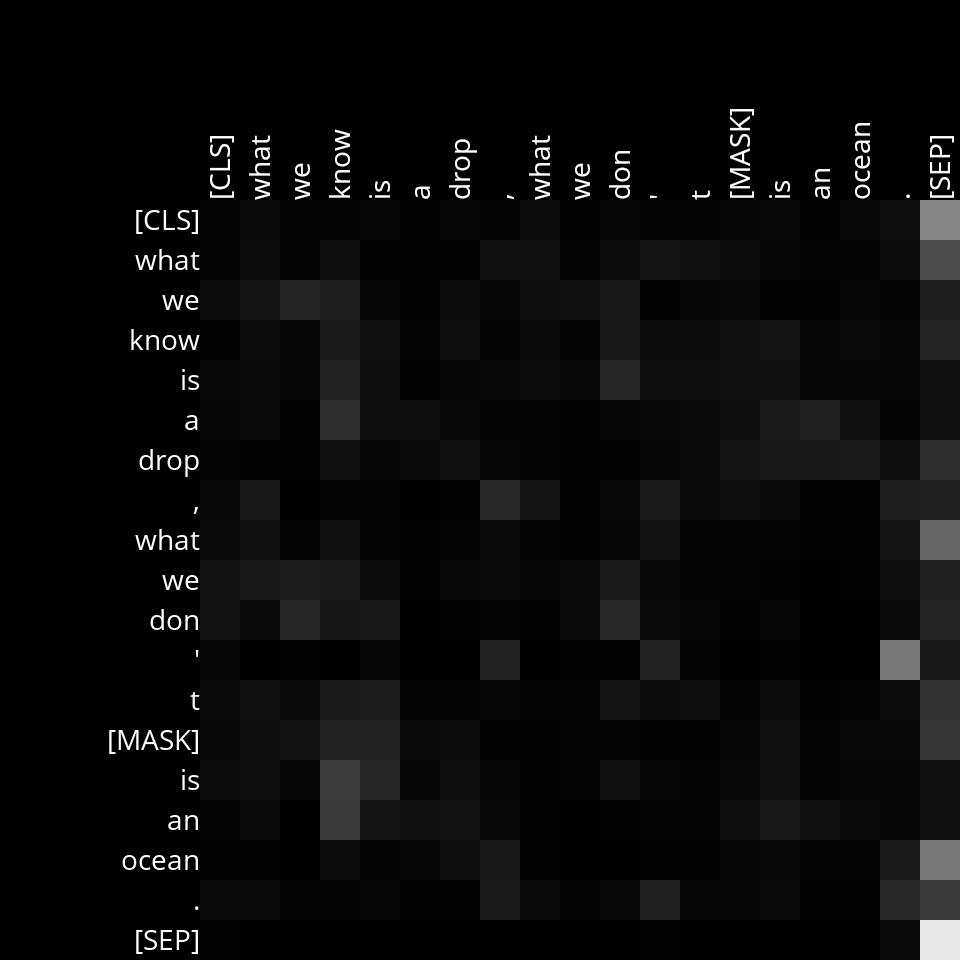 [CLS] what we know is a drop , what we don ' t [MASK] is an ocean . [SEP]
[CLS]
what
we
know
is
a
drop
,
what
we
don
'
t
[MASK]
is
an
ocean
.
[SEP]